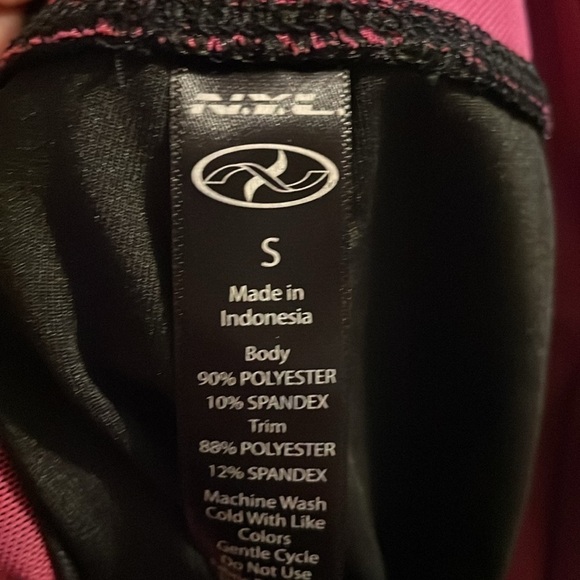 S
Made in
Indonesia
Body
90% POLYESTER
10% SPANDEX
Trim
88% POLYESTER
12% SPANDEX
Machine Wash
Cold With Like
Colors
Gentle Cycle
Do Not Use